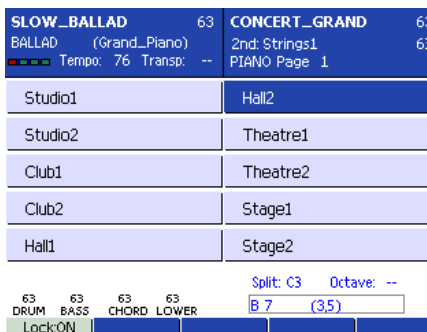 SLOW_BALLAD 63
BALLAD (Grand_Piano)
Tempo: 76 Transp: --
CONCERT_GRAND 63
2nd: Strings1 63
PIANO Page 1
Studio1 Hall2
Studio2 Theatre1
Club1 Theatre2
Club2 Stage1
Hall1 Stage2
Split: C3 Octave: --
63 63 63 63
DRUM BASS CHORD LOWER
B 7 (3,5)
Lock:ON